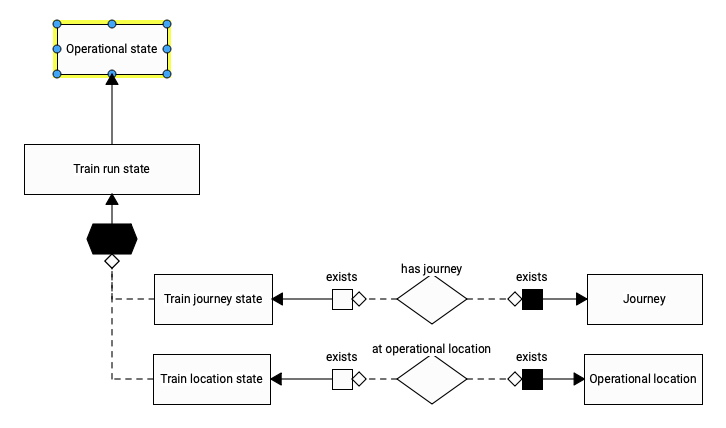 Operational state
Train run state
has journey
exists
exists
Train journey state
Journey
at operational location
exists
exists
Train location state
Operational location